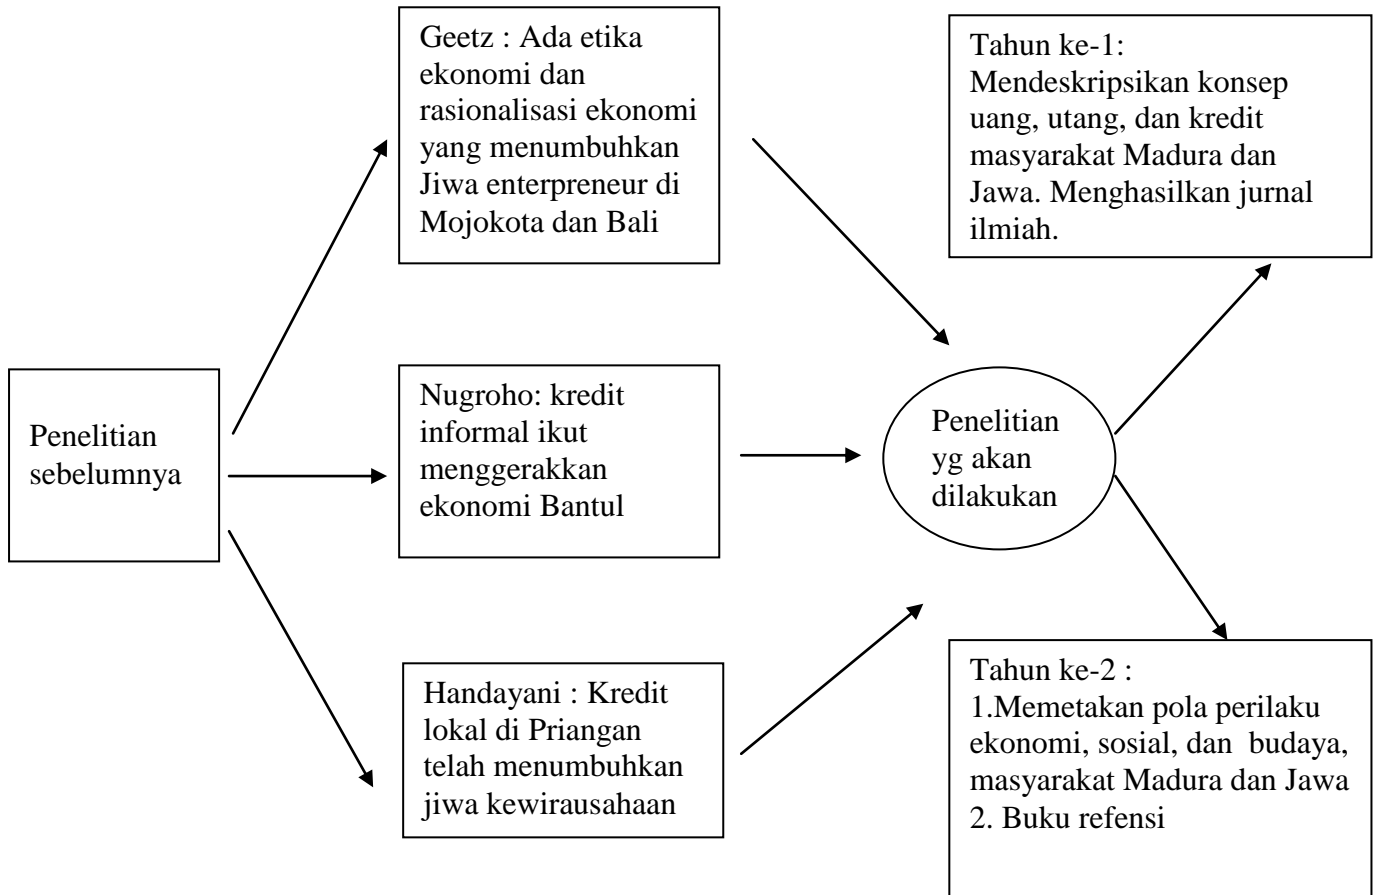 Penelitian
sebelumnya
Geetz : Ada etika
ekonomi dan
rasionalisasi ekonomi
yang menumbuhkan
Jiwa enterpreneur di
Mojokota dan Bali
Nugroho: kredit
informal ikut
menggerakkan
ekonomi Bantul
Handayani : Kredit
lokal di Priangan
telah menumbuhkan
jiwa kewirausahaan
Penelitian
yg akan
dilakukan
Tahun ke-1:
Mendeskripsikan konsep
uang, utang, dan kredit
masyarakat Madura dan
Jawa. Menghasilkan jurnal
ilmiah.
Tahun ke-2 :
1.Memetakan pola perilaku
ekonomi, sosial, dan  budaya,
masyarakat Madura dan Jawa
2. Buku refensi